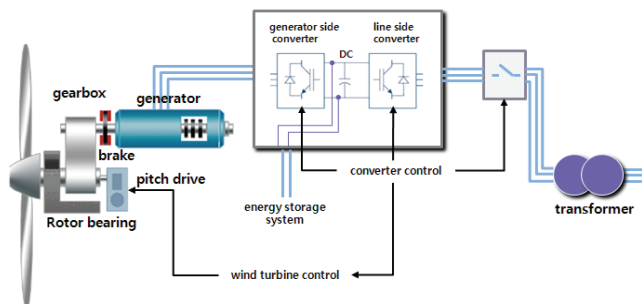 generator side
converter
line side
converter
DC
gearbox
generator
brake
pitch drive
Rotor bearing
energy storage
system
converter control
transformer
wind turbine control